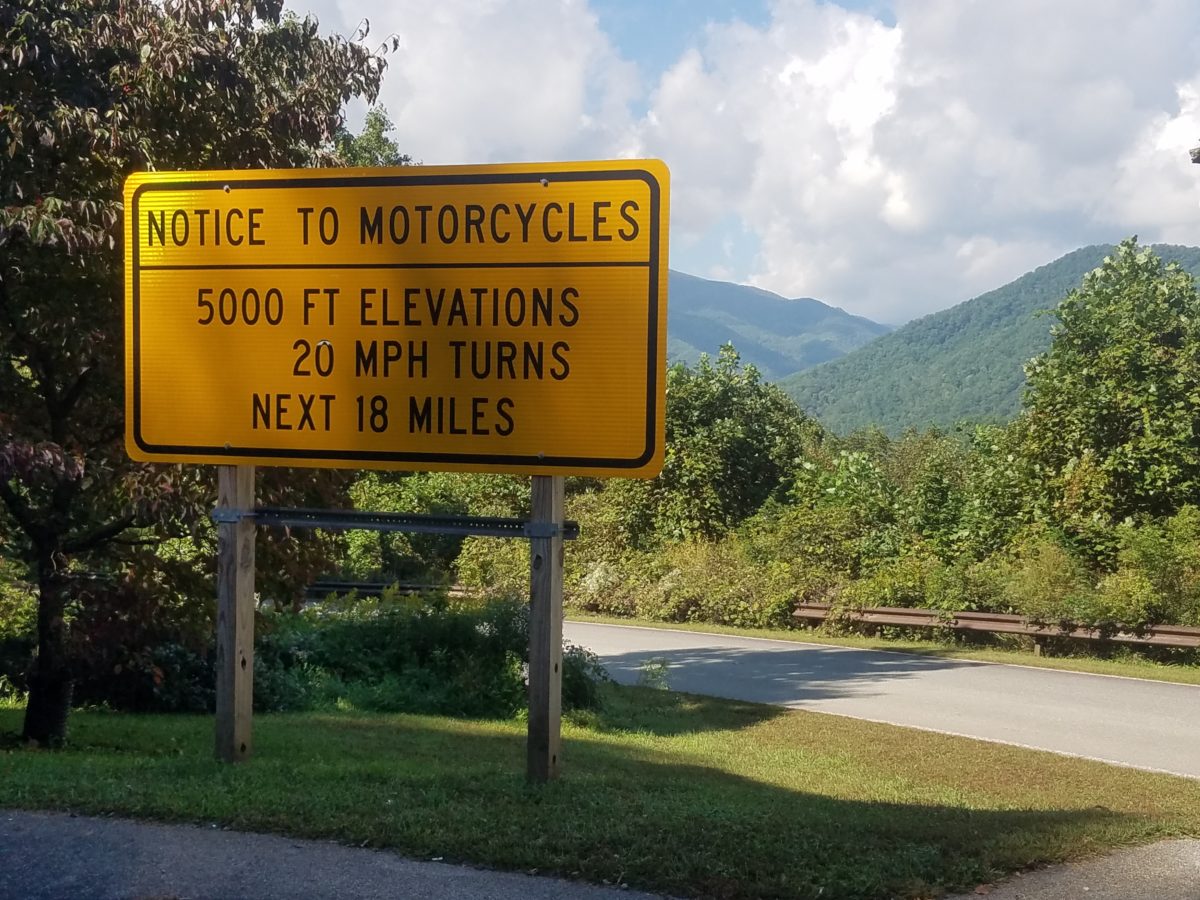 NOTICE TO MOTORCYCLES
5000 FT ELEVATIONS
20 MPH TURNS
NEXT 18 MILES